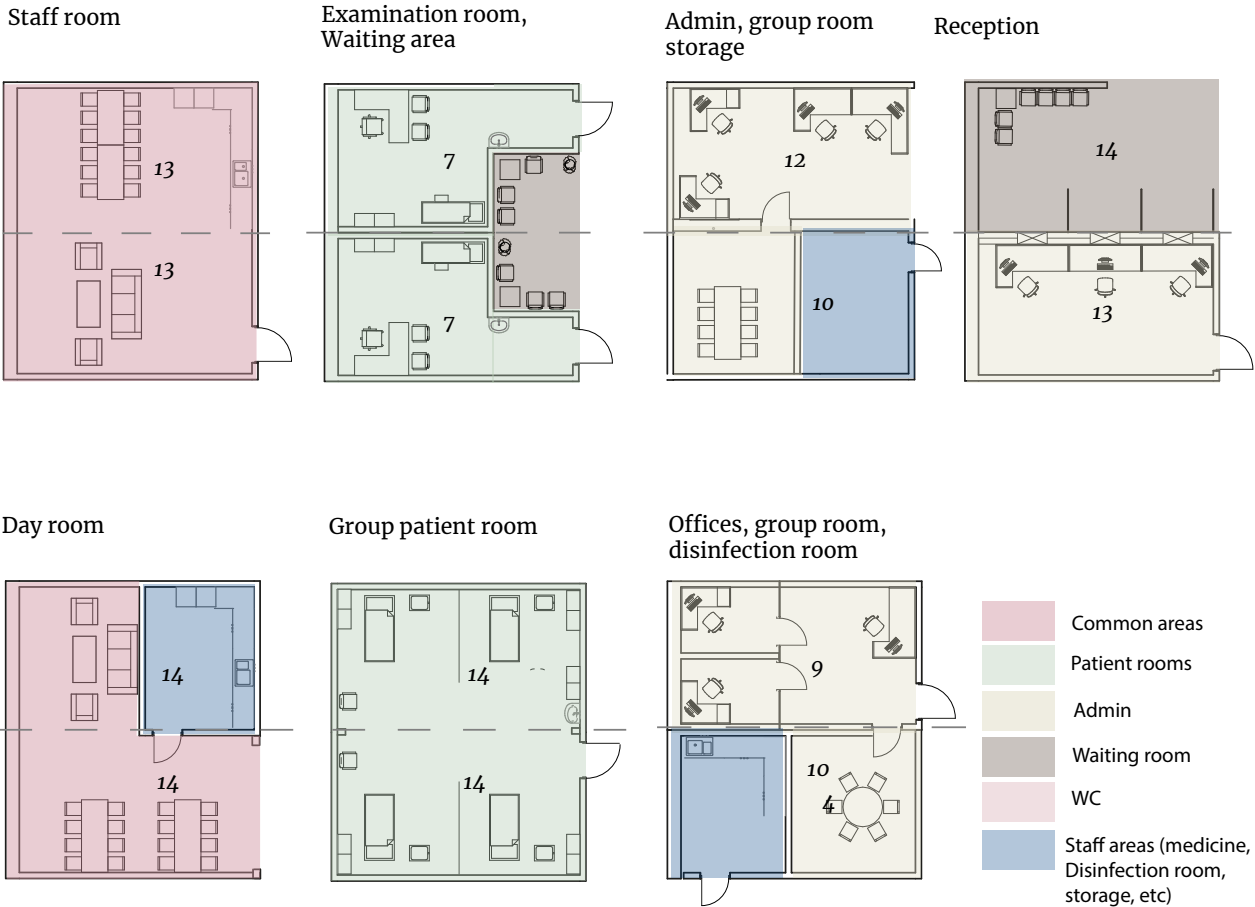 Staff room
Examination room,
Waiting area
Admin, group room
storage
Reception
13
13
7
7
12
10
14
13
Day room
Group patient room
Offices, group room,
disinfection room
14
14
14
14
9
10
4
Common areas
Patient rooms
Admin
Waiting room
WC
Staff areas (medicine,
Disinfection room,
storage, etc)